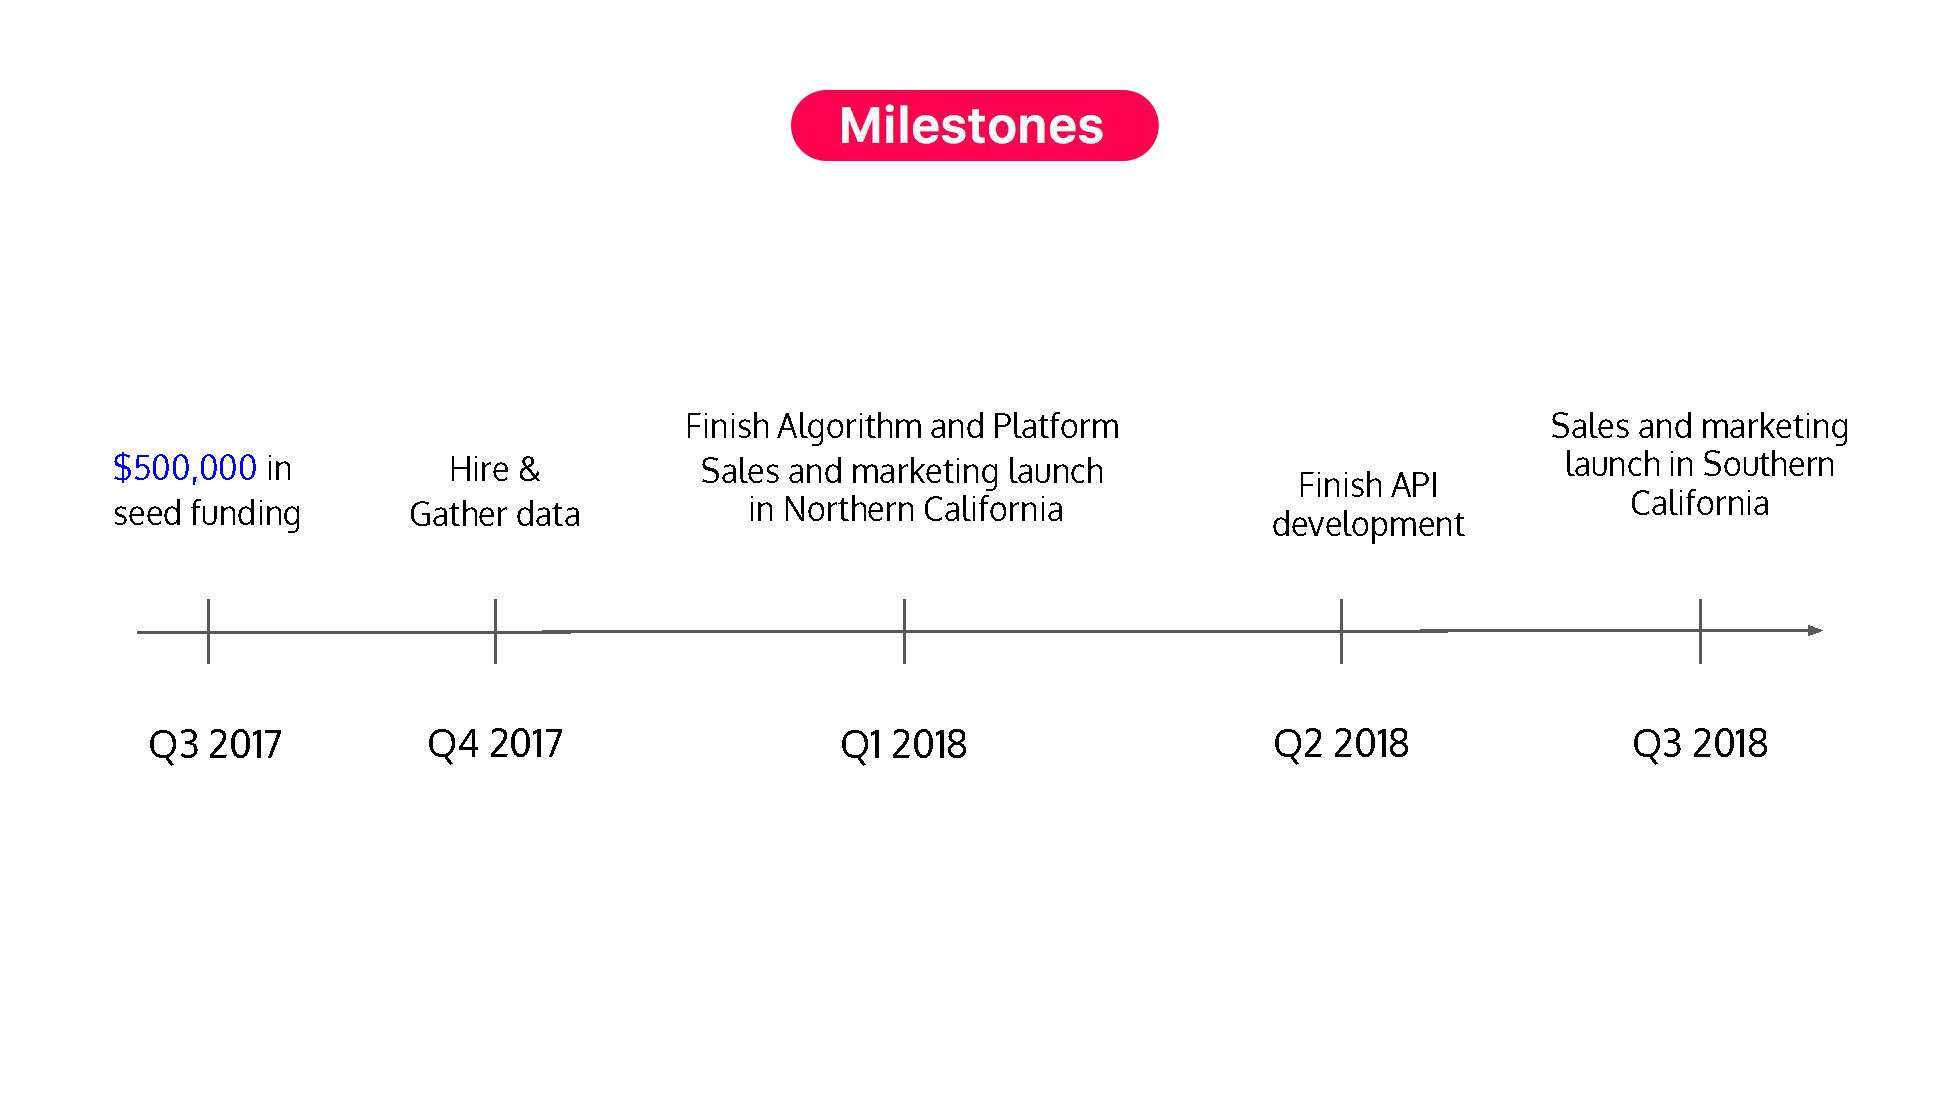 Milestones
$500,000 in
seed funding
Hire &
Gather data
Finish Algorithm and Platform
Sales and marketing launch
in Northern California
Finish API
development
Sales and marketing
launch in Southern
California
Q3 2017
Q4 2017
Q1 2018
Q2 2018
Q3 2018